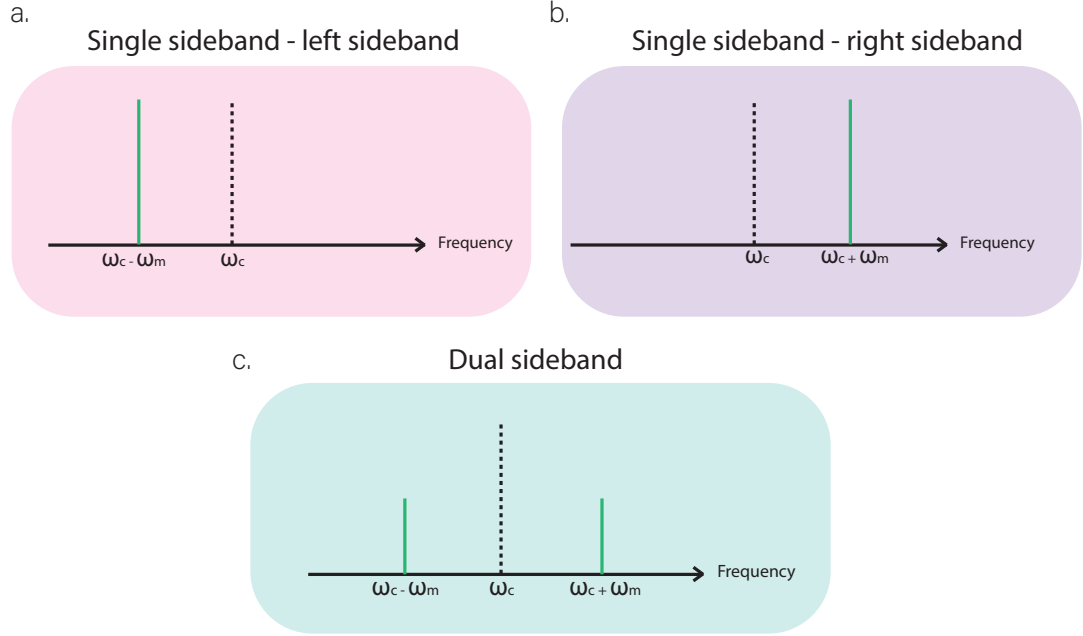 a.
Single sideband - left sideband
ωc - ωm
ωc
Frequency
b.
Single sideband - right sideband
ωc
ωc + ωm
Frequency
c.
Dual sideband
ωc - ωm
ωc
ωc + ωm
Frequency